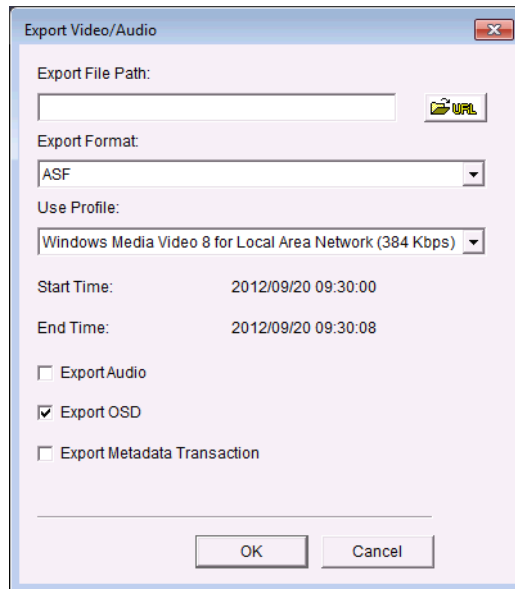 Export Video/Audio
Export File Path:
URL
Export Format:
ASF
Use Profile:
Windows Media Video 8 for Local Area Network (384 Kbps)
Start Time: 2012/09/20 09:30:00
End Time: 2012/09/20 09:30:08
Export Audio
Export OSD
Export Metadata Transaction
OK Cancel